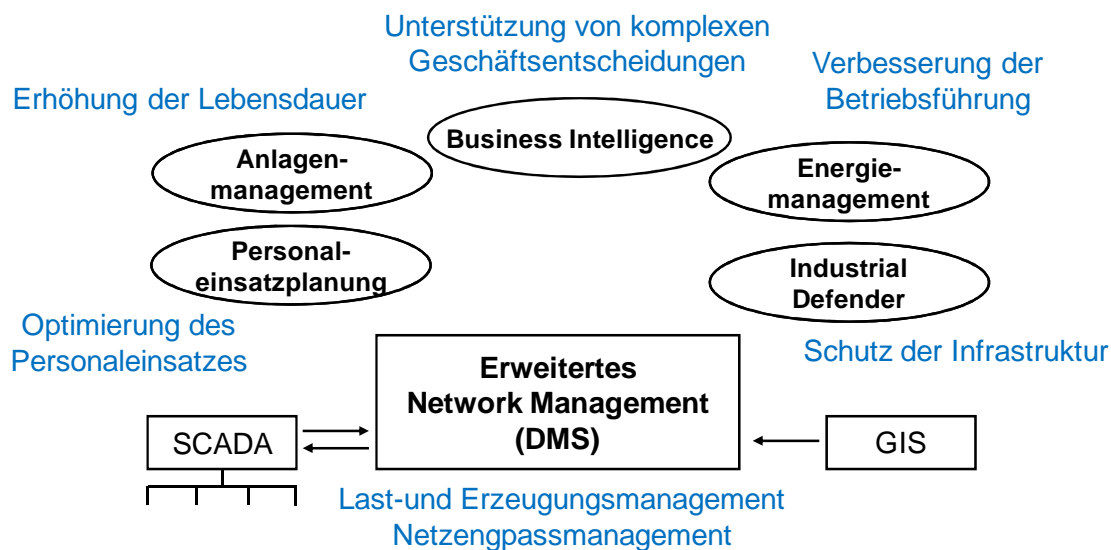 Unterstützung von komplexen
Geschäftsentscheidungen
Verbesserung der
Betriebsführung
Erhöhung der Lebensdauer
Business Intelligence
Anlagen-
management
Energie-
management
Personal-
einsatzplanung
Industrial
Defender
Optimierung des
Personaleinsatzes
Schutz der Infrastruktur
Erweitertes
Network Management
(DMS)
SCADA
GIS
Last-und Erzeugungsmanagement
Netzengpassmanagement